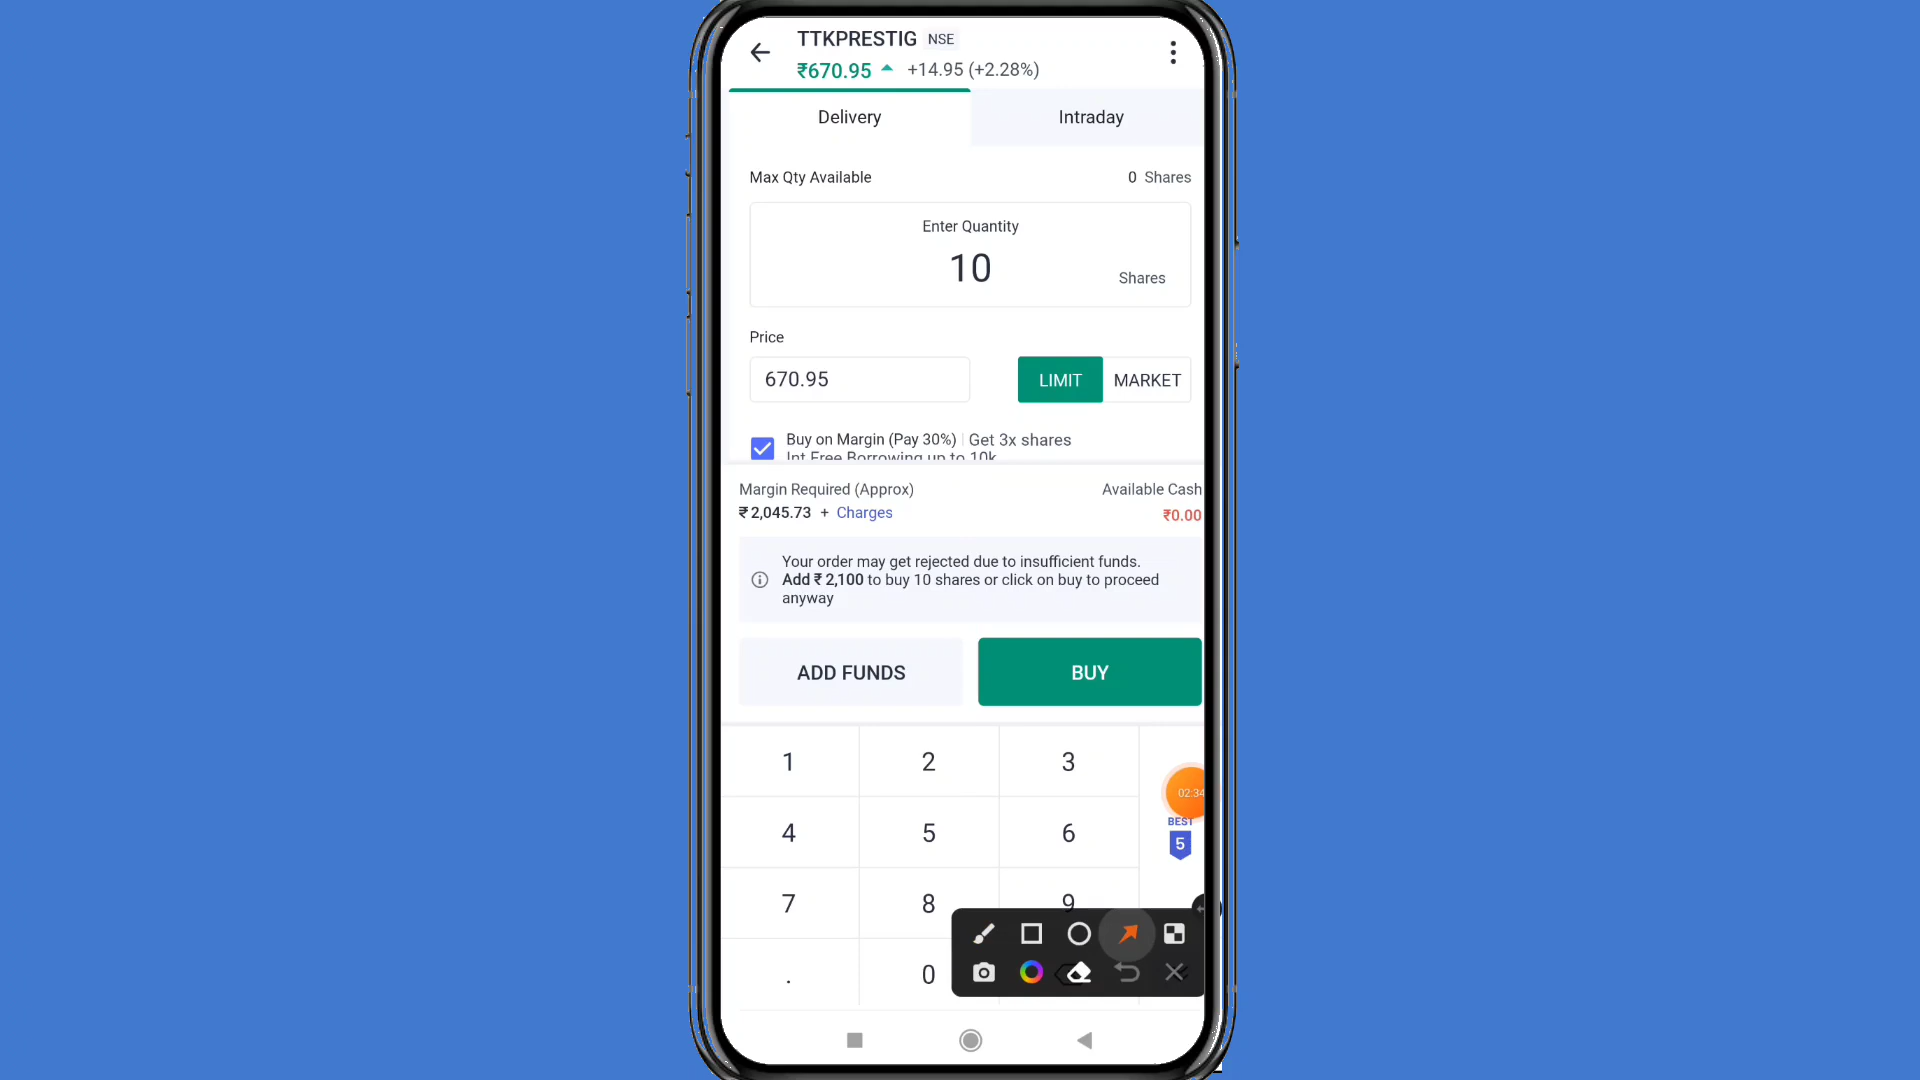 TTKPRESTIG NSE
₹670.95 +14.95 (+2.28%)
Delivery Intraday
Max Qty Available 0 Shares
Enter Quantity
10
Shares
Price
670.95 LIMIT MARKET
Buy on Margin (Pay 30%) | Get 3x shares
Int Free Borrowing up to 10k
Margin Required (Approx) Available Cash
₹2,045.73 + Charges ₹0.00
Your order may get rejected due to insufficient funds.
Add ₹ 2,100 to buy 10 shares or click on buy to proceed
anyway
ADD FUNDS BUY
1 2 3
02:34
BEST
4 5 6 5
7 8 9
. 0